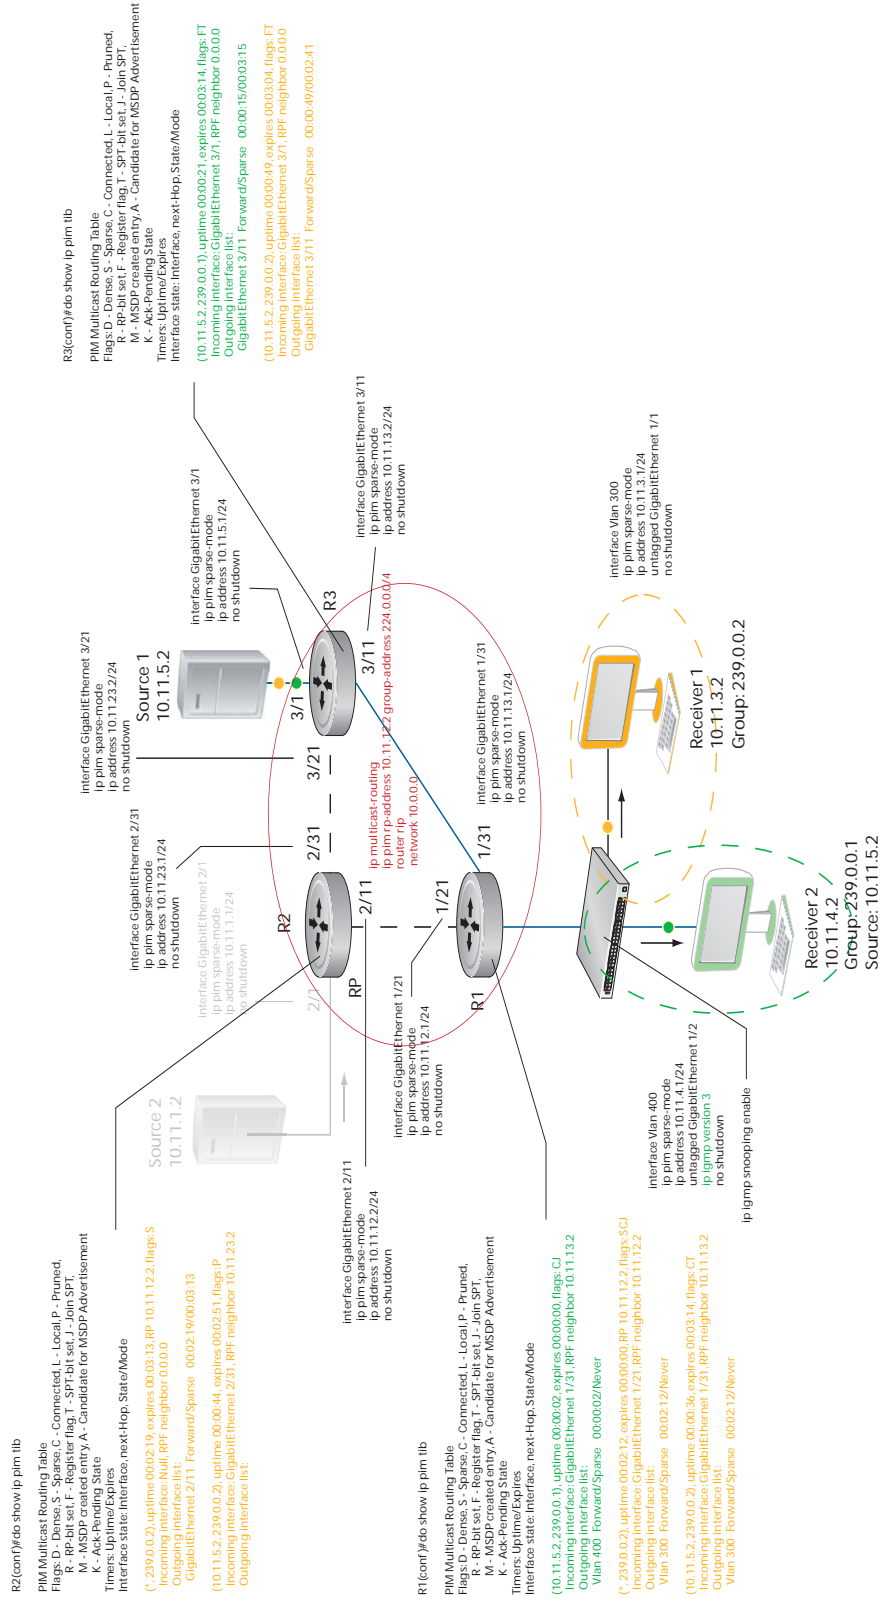 R2(conf)#do show ip pim tib
PIM Multicast Routing Table
Flags: D - Dense, S - Sparse, C - Connected, L - Local, P - Pruned,
R - RP-bit set, F - Register flag, T - SPT-bit set, J - Join SPT,
M - MSDP created entry, A - Candidate for MSDP Advertisement
K - Ack-Pending State
Timers: Uptime/Expires
Interface state: Interface, next-Hop, State/Mode
(*, 239.0.0.2), uptime 00:02:19, expires 00:03:13, RP 10.11.12.2, flags: S
Incoming interface: Null, RPF neighbor 0.0.0.0
Outgoing interface list:
GigabitEthernet 2/11 Forward/Sparse 00:02:19/00:03:13
(10.11.5.2, 239.0.0.2), uptime 00:00:44, expires 00:02:51, flags: P
Incoming interface: GigabitEthernet 2/31, RPF neighbor 10.11.23.2
Outgoing interface list:
R3(conf)#do show ip pim tib
PIM Multicast Routing Table
Flags: D - Dense, S - Sparse, C - Connected, L - Local, P - Pruned,
R - RP-bit set, F - Register flag, T - SPT-bit set, J - Join SPT,
M - MSDP created entry, A - Candidate for MSDP Advertisement
K - Ack-Pending State
Timers: Uptime/Expires
Interface state: Interface, next-Hop, State/Mode
(10.11.5.2, 239.0.0.1), uptime 00:00:21, expires 00:03:14, flags: FT
Incoming interface: GigabitEthernet 3/1, RPF neighbor 0.0.0.0
Outgoing interface list:
GigabitEthernet 3/11 Forward/Sparse 00:00:15/00:03:15
(10.11.5.2, 239.0.0.2), uptime 00:00:49, expires 00:03:04, flags: FT
Incoming interface: GigabitEthernet 3/1, RPF neighbor 0.0.0.0
Outgoing interface list:
GigabitEthernet 3/11 Forward/Sparse 00:00:49/00:02:41
interface GigabitEthernet 3/21
ip pim sparse-mode
ip address 10.11.23.2/24
no shutdown
interface GigabitEthernet 2/31
ip pim sparse-mode
ip address 10.11.23.1/24
no shutdown
interface GigabitEthernet 2/1
ip pim sparse-mode
ip address 10.11.1.1/24
no shutdown
Source 2
10.11.1.2
Source 1
10.11.5.2
interface GigabitEthernet 3/1
ip pim sparse-mode
ip address 10.11.5.1/24
no shutdown
2/1
R2
2/31
3/21
3/1
R3
RP
2/11
3/11
interface GigabitEthernet 3/11
ip pim sparse-mode
ip address 10.11.13.2/24
no shutdown
interface GigabitEthernet 2/11
ip pim sparse-mode
ip address 10.11.12.2/24
no shutdown
ip multicast-routing
ip pim rp-address 10.11.12.2 group-address 224.0.0.0/4
router rip
network 10.0.0.0
interface GigabitEthernet 1/21
ip pim sparse-mode
ip address 10.11.12.1/24
no shutdown
1/21
R1
1/31
interface GigabitEthernet 1/31
ip pim sparse-mode
ip address 10.11.13.1/24
no shutdown
R1(conf)#do show ip pim tib
PIM Multicast Routing Table
Flags: D - Dense, S - Sparse, C - Connected, L - Local, P - Pruned,
R - RP-bit set, F - Register flag, T - SPT-bit set, J - Join SPT,
M - MSDP created entry, A - Candidate for MSDP Advertisement
K - Ack-Pending State
Timers: Uptime/Expires
Interface state: Interface, next-Hop, State/Mode
(10.11.5.2, 239.0.0.1), uptime 00:00:02, expires 00:00:00, flags: CJ
Incoming interface: GigabitEthernet 1/31, RPF neighbor 10.11.13.2
Outgoing interface list:
Vlan 400 Forward/Sparse 00:00:02/Never
(*, 239.0.0.2), uptime 00:02:12, expires 00:00:00, RP 10.11.12.2, flags: SCJ
Incoming interface: GigabitEthernet 1/21, RPF neighbor 10.11.12.2
Outgoing interface list:
Vlan 300 Forward/Sparse 00:02:12/Never
(10.11.5.2, 239.0.0.2), uptime 00:00:36, expires 00:03:14, flags: CT
Incoming interface: GigabitEthernet 1/31, RPF neighbor 10.11.13.2
Outgoing interface list:
Vlan 300 Forward/Sparse 00:02:12/Never
interface Vlan 300
ip pim sparse-mode
ip address 10.11.3.1/24
untagged GigabitEthernet 1/1
no shutdown
interface Vlan 400
ip pim sparse-mode
ip address 10.11.4.1/24
untagged GigabitEthernet 1/2
ip igmp version 3
no shutdown
ip igmp snooping enable
Receiver 1
10.11.3.2
Group: 239.0.0.2
Receiver 2
10.11.4.2
Group: 239.0.0.1
Source: 10.11.5.2